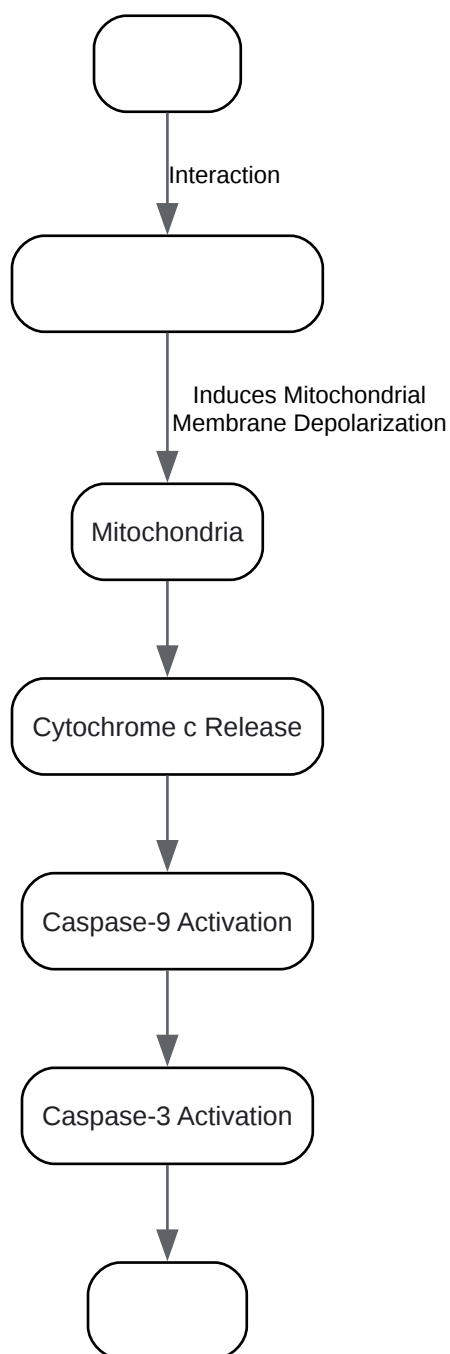 Interaction
Induces Mitochondrial
Membrane Depolarization
Mitochondria
Cytochrome c Release
Caspase-9 Activation
Caspase-3 Activation